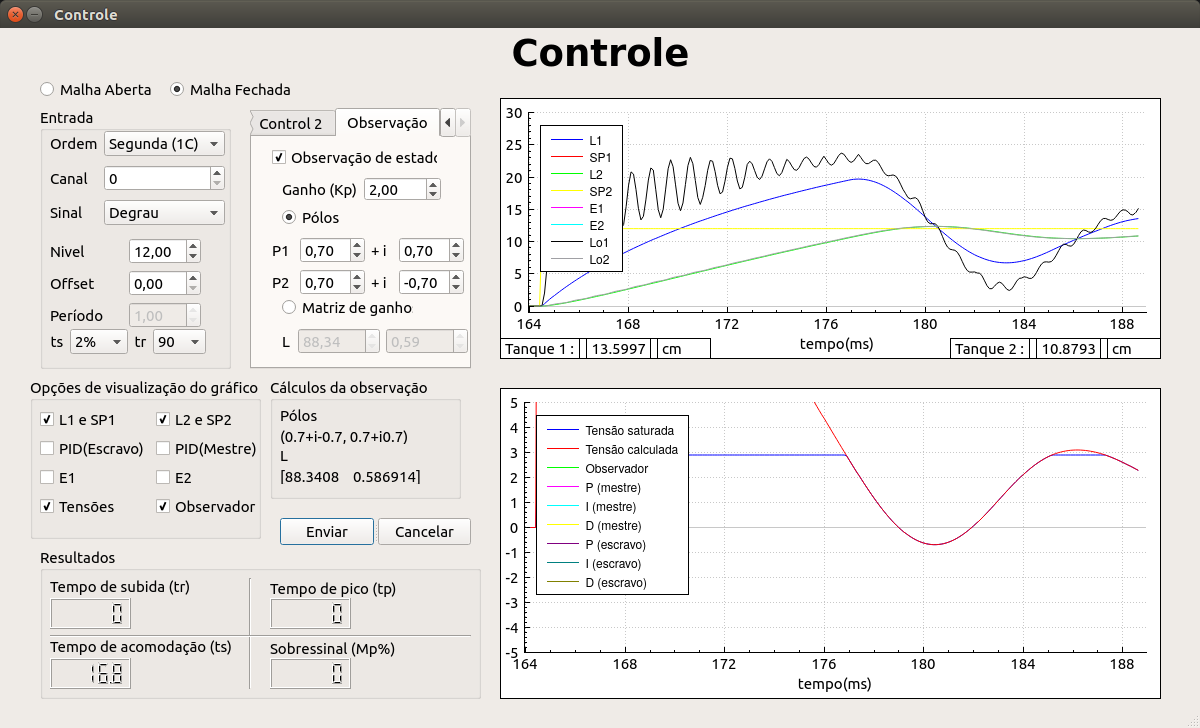 Controle
Controle
Malha Aberta Malha Fechada
Entrada
Ordem Segunda (1C)
Canal 0
Sinal Degrau
Nivel 12,00
Offset 0,00
Período 1,00
ts 2% tr 90
Control 2 Observação
Observação de estado
Ganho (Kp) 2,00
Pólos
P1 0,70 + i 0,70
P2 0,70 + i -0,70
Matriz de ganho
L 88,34 0,59
Opções de visualização do gráfico
L1 e SP1 L2 e SP2
PID(Escravo) PID(Mestre)
E1 E2
Tensões Observador
Cálculos da observação
Pólos
(0.7+i-0.7, 0.7+i0.7)
L
[88.3408 0.586914]
Enviar Cancelar
Resultados
Tempo de subida (tr) Tempo de pico (tp)
0 0
Tempo de acomodação (ts) Sobressinal (Mp%)
16.8 0
30
25
20
15
10
5
0
L1
SP1
L2
SP2
E1
E2
Lo1
Lo2
164 168 172 176 180 184 188
tempo(ms)
Tanque 1 : 13.5997 cm Tanque 2 : 10.8793 cm
5
4
3
2
1
0
-1
-2
-3
-4
-5
Tensão saturada
Tensão calculada
Observador
P (mestre)
I (mestre)
D (mestre)
P (escravo)
I (escravo)
D (escravo)
164 168 172 176 180 184 188
tempo(ms)